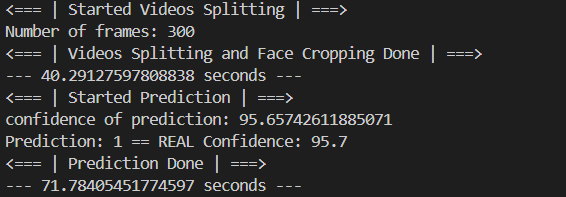 <=== | Started Videos Splitting | ===>
Number of frames: 300
<=== | Videos Splitting and Face Cropping Done | ===>
--- 40.29127597808838 seconds ---
<=== | Started Prediction | ===>
confidence of prediction: 95.65742611885071
Prediction: 1 == REAL Confidence: 95.7
<=== | Prediction Done | ===>
--- 71.78405451774597 seconds ---